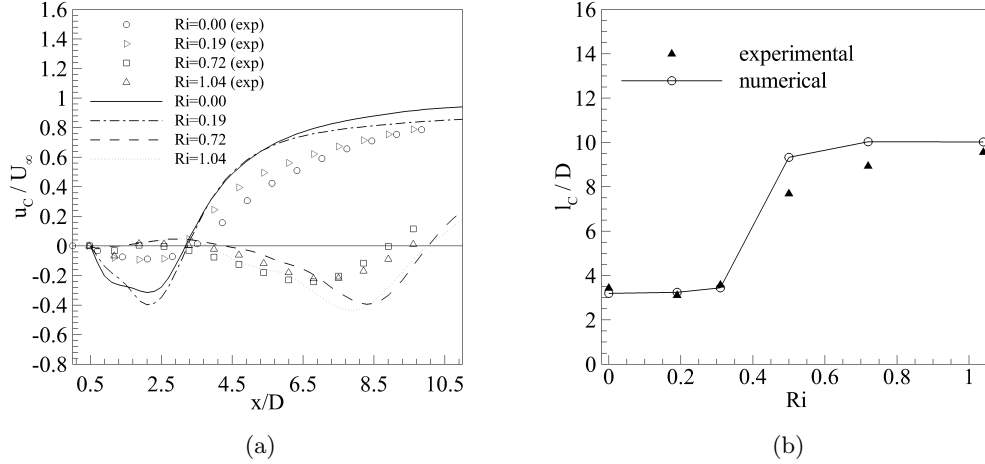 Ri=0.00 (exp)
Ri=0.19 (exp)
Ri=0.72 (exp)
Ri=1.04 (exp)
Ri=0.00
Ri=0.19
Ri=0.72
Ri=1.04
1.6
1.4
1.2
1
0.8
0.6
0.4
0.2
0
-0.2
-0.4
-0.6
-0.8
u_C / U_∞
0.5 2.5 4.5 6.5 8.5 10.5
x/D
(a)
experimental
numerical
16
14
12
10
8
6
4
2
0
l_C / D
0 0.2 0.4 0.6 0.8 1
Ri
(b)